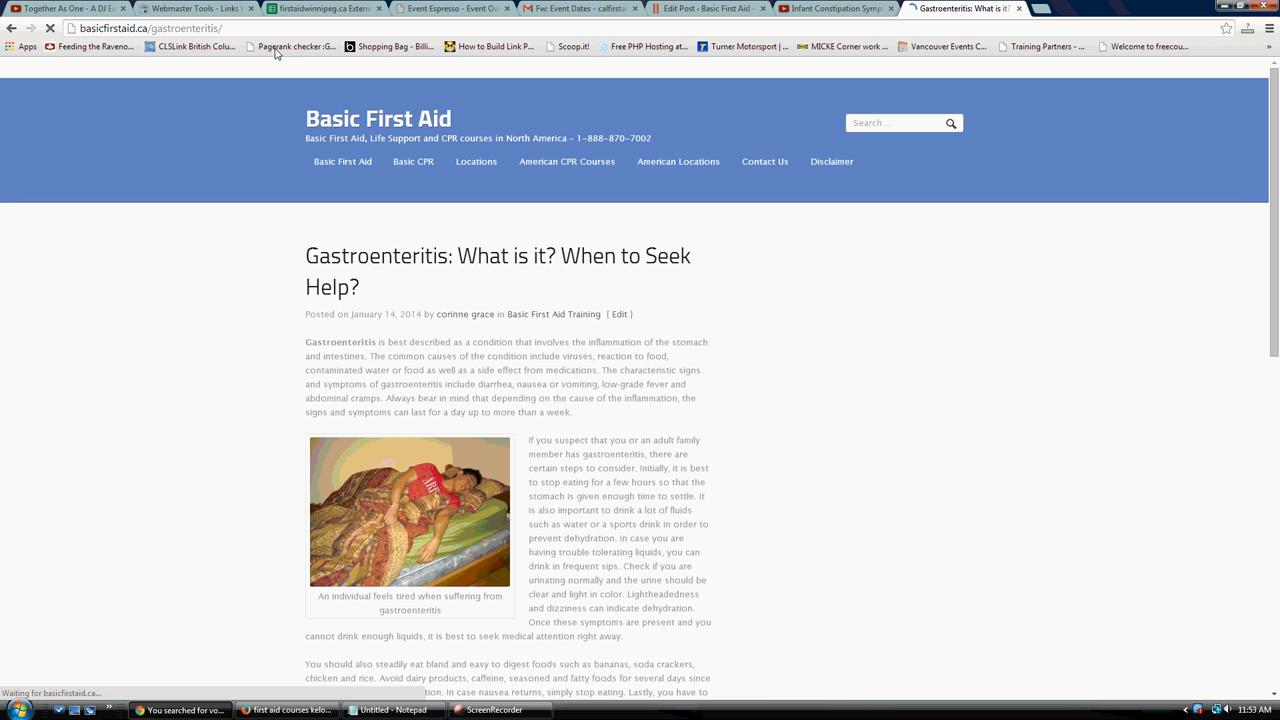 Together As One - A DJ Ea
Webmaster Tools - Links t
firstaidwinnipeg.ca Extern
Event Espresso - Event Ov
Fw: Event Dates - calfirsta
Edit Post ‹ Basic First Aid –
Infant Constipation Symp
Gastroenteritis: What is it?
basicfirstaid.ca/gastroenteritis/
Apps
Feeding the Raveno...
CLSLink British Colu...
Pagerank checker :G...
Shopping Bag - Billi...
How to Build Link P...
Scoop.it!
Free PHP Hosting at...
Turner Motorsport | ...
MICKE Corner work ...
Vancouver Events C...
Training Partners - ...
Welcome to freecou...
»
Basic First Aid
Basic First Aid, Life Support and CPR courses in North America – 1-888-870-7002
Search...
Basic First Aid
Basic CPR
Locations
American CPR Courses
American Locations
Contact Us
Disclaimer
Gastroenteritis: What is it? When to Seek
Help?
Posted on January 14, 2014 by corinne grace in Basic First Aid Training { Edit }
Gastroenteritis is best described as a condition that involves the inflammation of the stomach
and intestines. The common causes of the condition include viruses, reaction to food,
contaminated water or food as well as a side effect from medications. The characteristic signs
and symptoms of gastroenteritis include diarrhea, nausea or vomiting, low-grade fever and
abdominal cramps. Always bear in mind that depending on the cause of the inflammation, the
signs and symptoms can last for a day up to more than a week.
If you suspect that you or an adult family
member has gastroenteritis, there are
certain steps to consider. Initially, it is best
to stop eating for a few hours so that the
stomach is given enough time to settle. It
is also important to drink a lot of fluids
such as water or a sports drink in order to
prevent dehydration. In case you are
having trouble tolerating liquids, you can
drink in frequent sips. Check if you are
urinating normally and the urine should be
clear and light in color. Lightheadedness
and dizziness can indicate dehydration.
Once these symptoms are present and you
cannot drink enough liquids, it is best to seek medical attention right away.
An individual feels tired when suffering from
gastroenteritis
You should also steadily eat bland and easy to digest foods such as bananas, soda crackers,
chicken and rice. Avoid dairy products, caffeine, seasoned and fatty foods for several days since
tion. In case nausea returns, simply stop eating. Lastly, you have to
Waiting for basicfirstaid.ca...
You searched for vo...
first aid courses kelo...
Untitled - Notepad
ScreenRecorder
11:53 AM